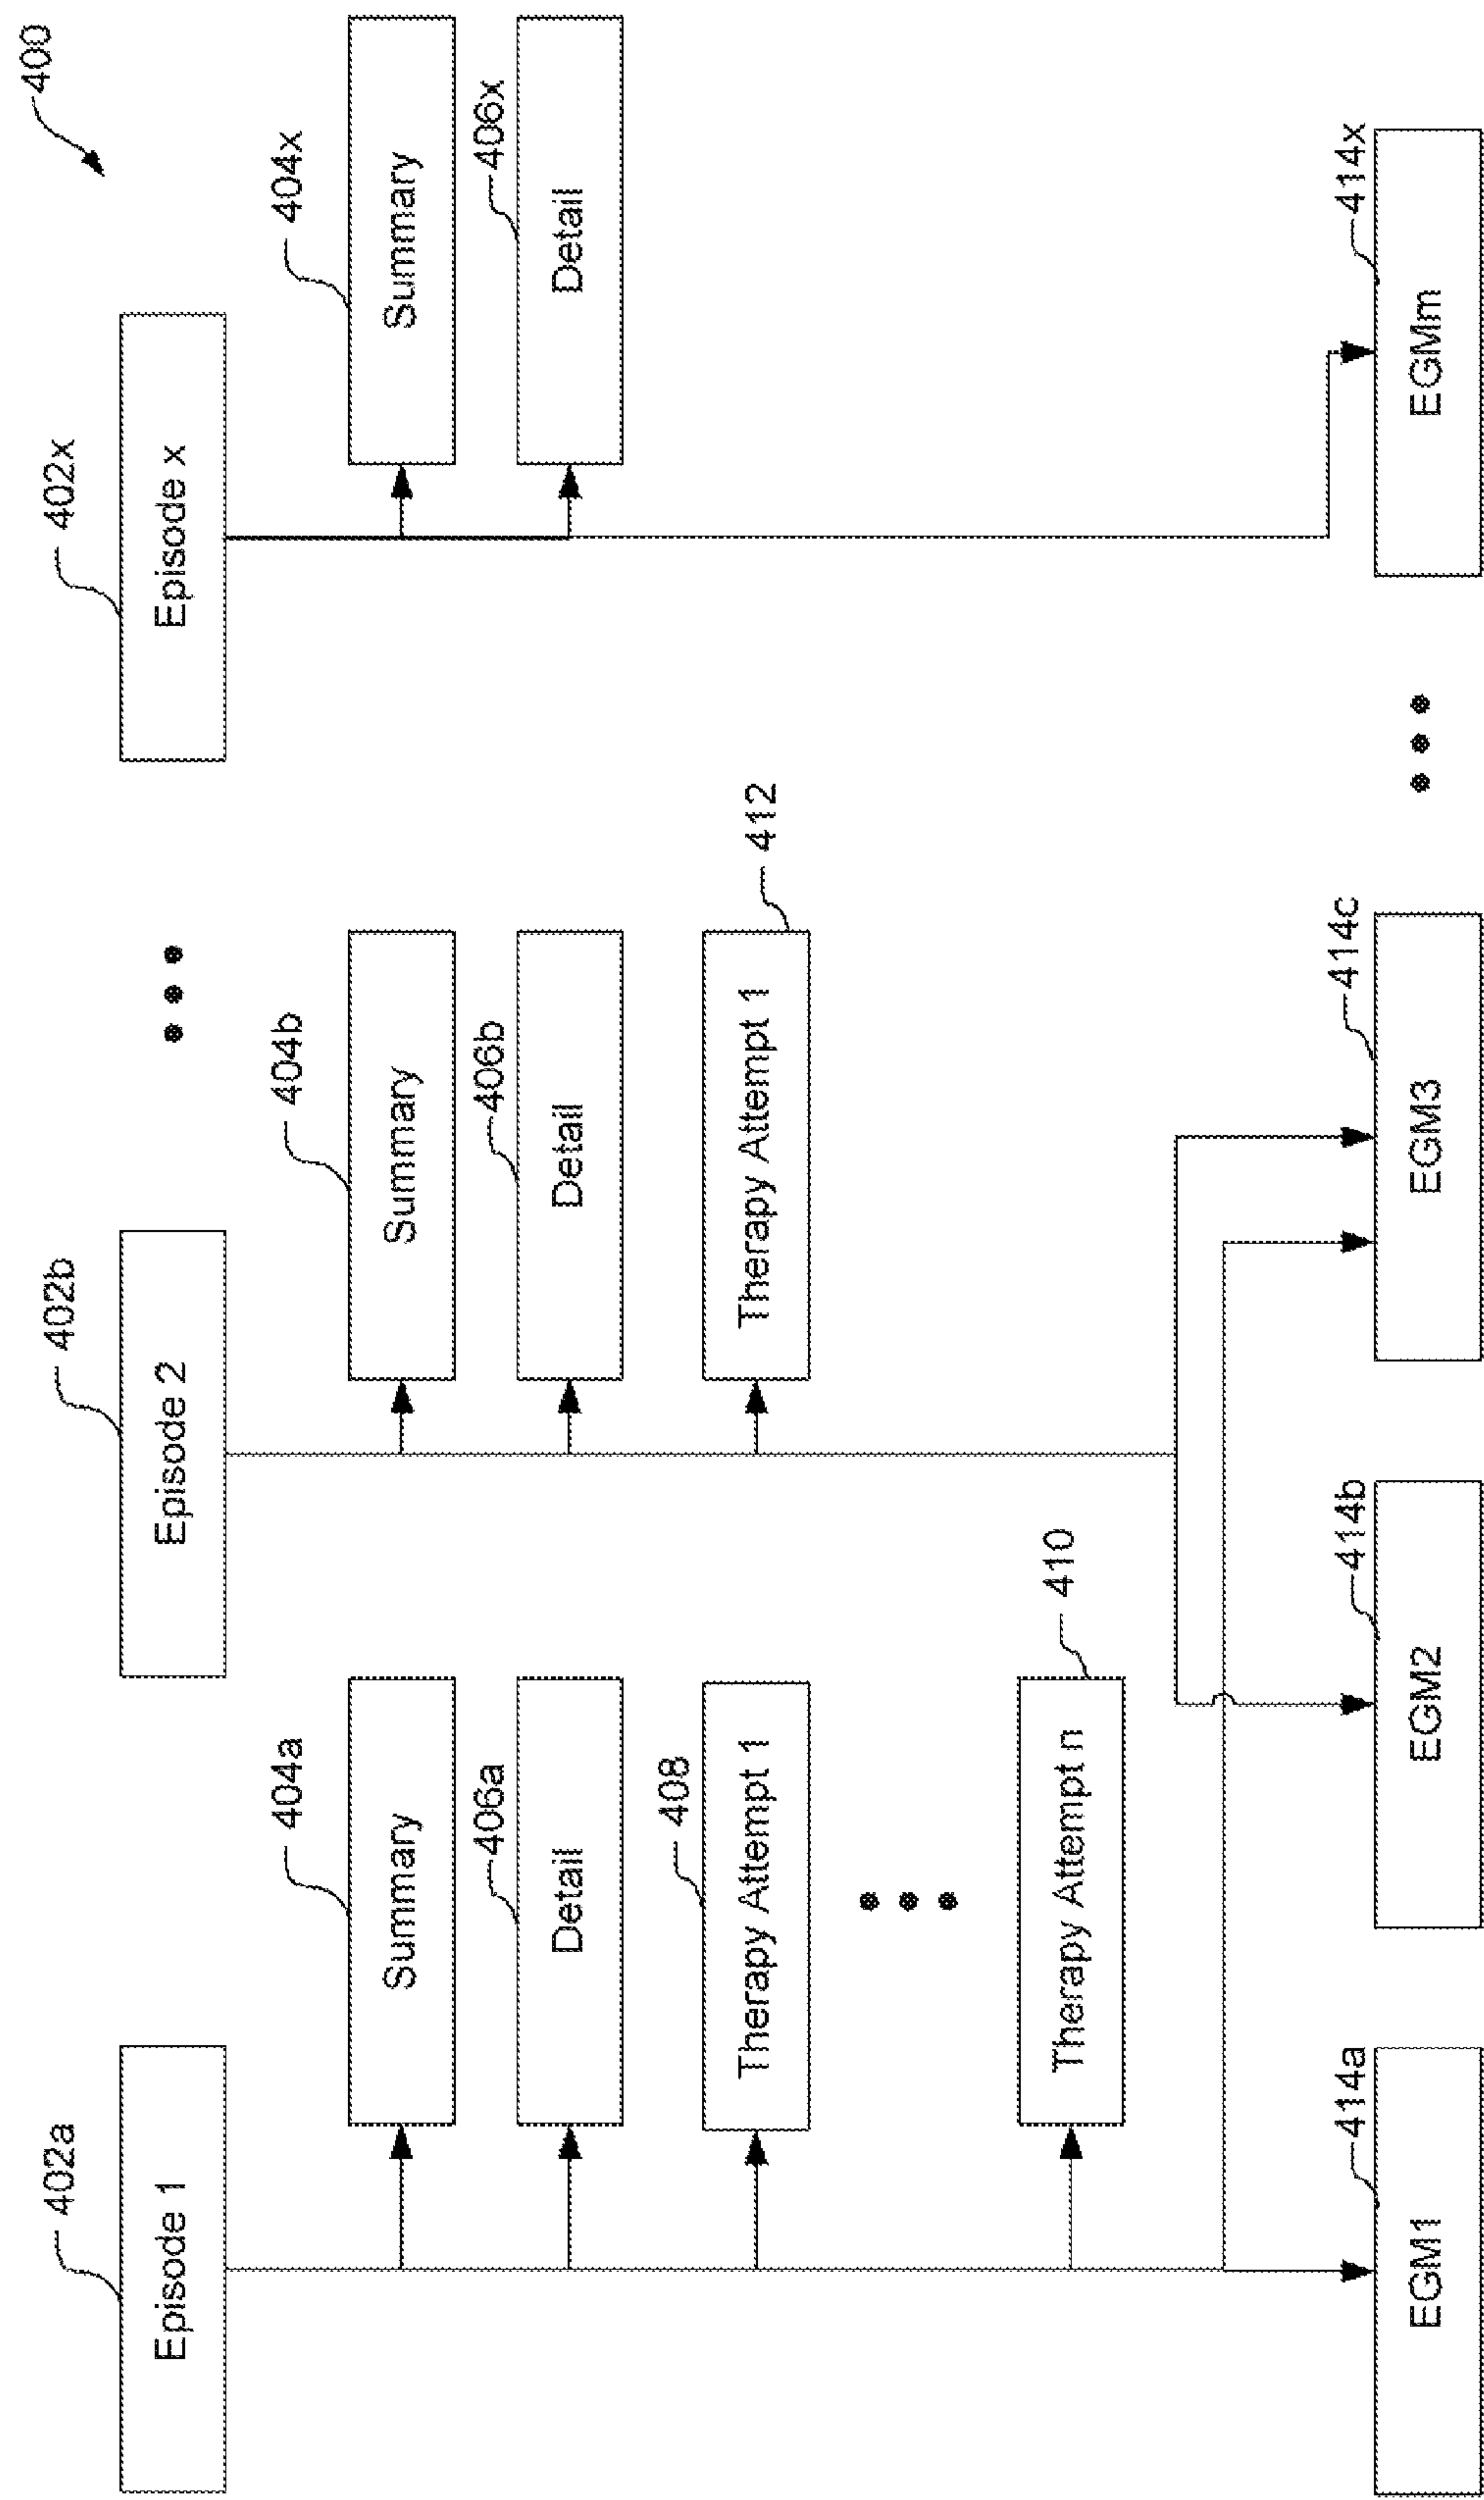 400
402a
402b
402x
Episode 1
Episode 2
Episode x
404a
404b
404x
Summary
Summary
Summary
406a
406b
406x
Detail
Detail
Detail
408
412
Therapy Attempt 1
Therapy Attempt 1
410
Therapy Attempt n
414a
414b
414c
414x
EGM1
EGM2
EGM3
EGMm